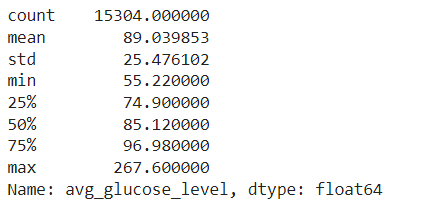 count    15304.000000
mean        89.039853
std         25.476102
min         55.220000
25%         74.900000
50%         85.120000
75%         96.980000
max        267.600000
Name: avg_glucose_level, dtype: float64